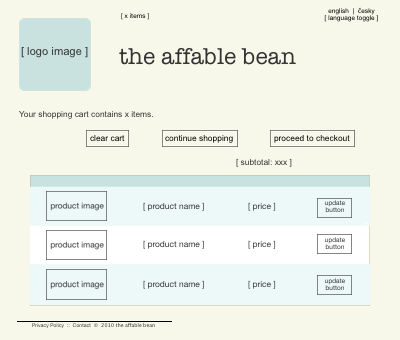 [ x items ]
english | česky
[ language toggle ]
[ logo image ]
the affable bean
Your shopping cart contains x items.
clear cart
continue shopping
proceed to checkout
[ subtotal: xxx ]
product image
[ product name ]
[ price ]
update
button
product image
[ product name ]
[ price ]
update
button
product image
[ product name ]
[ price ]
update
button
Privacy Policy :: Contact © 2010 the affable bean